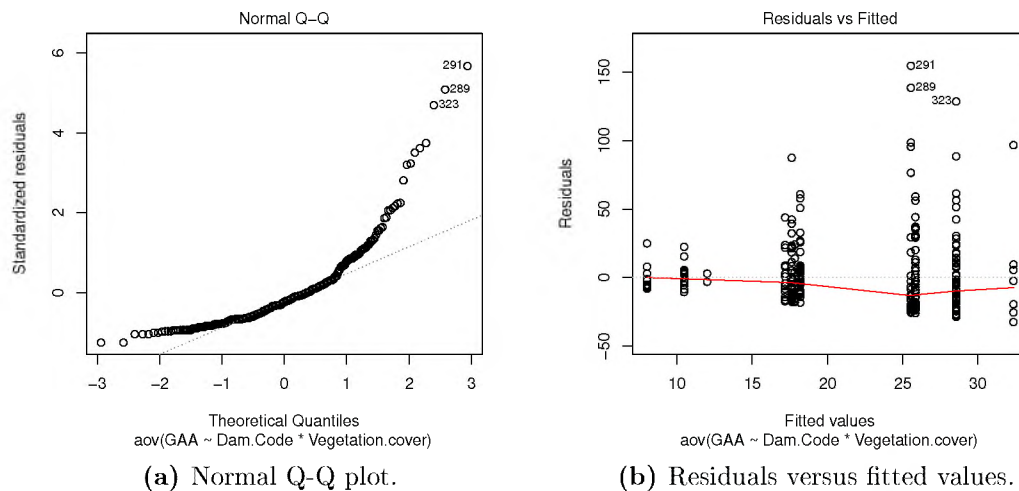 Normal Q−Q
Standardized residuals
6
4
2
0
291
289
323
−3 −2 −1 0 1 2 3
Theoretical Quantiles
aov(GAA ~ Dam.Code * Vegetation.cover)
(a) Normal Q-Q plot.
Residuals vs Fitted
Residuals
150
100
50
0
−50
291
289
323
10 15 20 25 30
Fitted values
aov(GAA ~ Dam.Code * Vegetation.cover)
(b) Residuals versus fitted values.